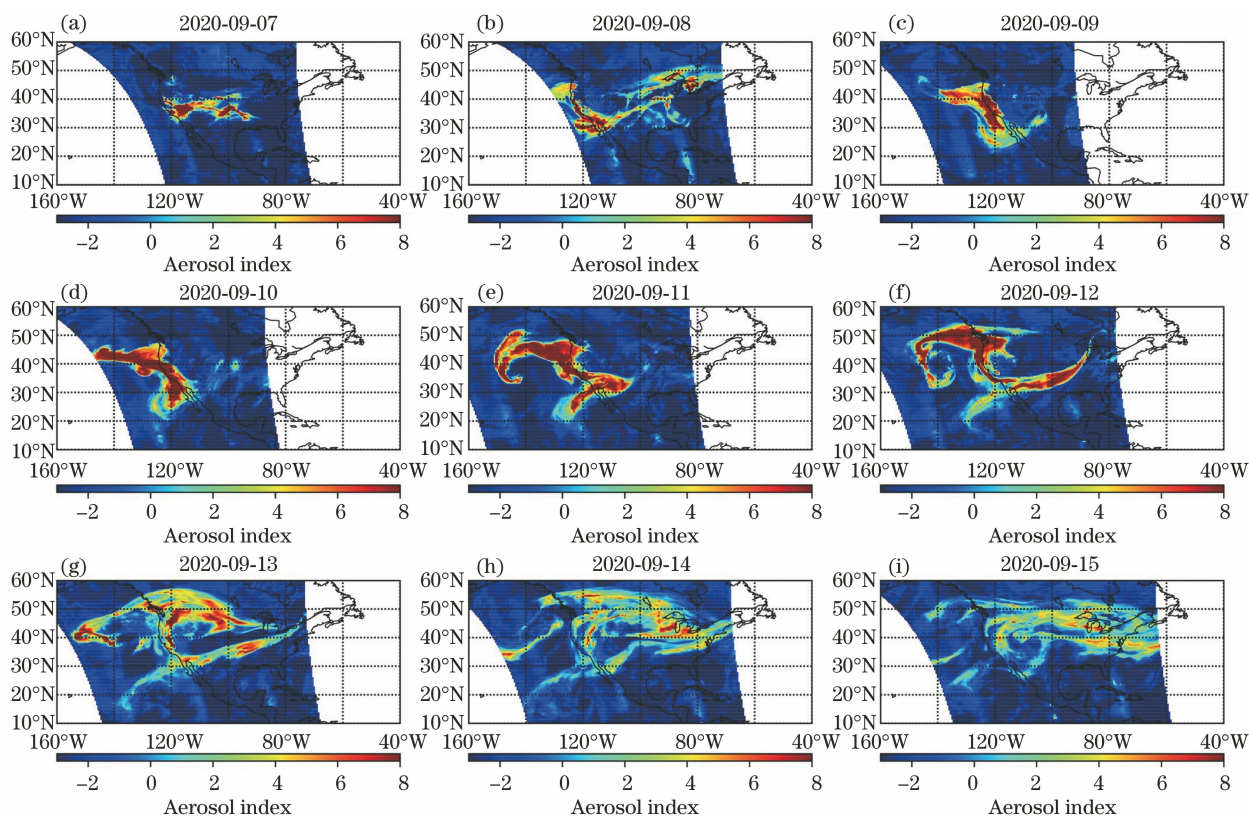 (a) 2020-09-07
(b) 2020-09-08
(c) 2020-09-09
60°N 60°N 60°N
50°N 50°N 50°N
40°N 40°N 40°N
30°N 30°N 30°N
20°N 20°N 20°N
10°N 10°N 10°N
160°W 120°W 80°W 40°W 160°W 120°W 80°W 40°W 160°W 120°W 80°W 40°W
−2 0 2 4 6 8 −2 0 2 4 6 8 −2 0 2 4 6 8
Aerosol index Aerosol index Aerosol index
(d) 2020-09-10
(e) 2020-09-11
(f) 2020-09-12
60°N 60°N 60°N
50°N 50°N 50°N
40°N 40°N 40°N
30°N 30°N 30°N
20°N 20°N 20°N
10°N 10°N 10°N
160°W 120°W 80°W 40°W 160°W 120°W 80°W 40°W 160°W 120°W 80°W 40°W
−2 0 2 4 6 8 −2 0 2 4 6 8 −2 0 2 4 6 8
Aerosol index Aerosol index Aerosol index
(g) 2020-09-13
(h) 2020-09-14
(i) 2020-09-15
60°N 60°N 60°N
50°N 50°N 50°N
40°N 40°N 40°N
30°N 30°N 30°N
20°N 20°N 20°N
10°N 10°N 10°N
160°W 120°W 80°W 40°W 160°W 120°W 80°W 40°W 160°W 120°W 80°W 40°W
−2 0 2 4 6 8 −2 0 2 4 6 8 −2 0 2 4 6 8
Aerosol index Aerosol index Aerosol index